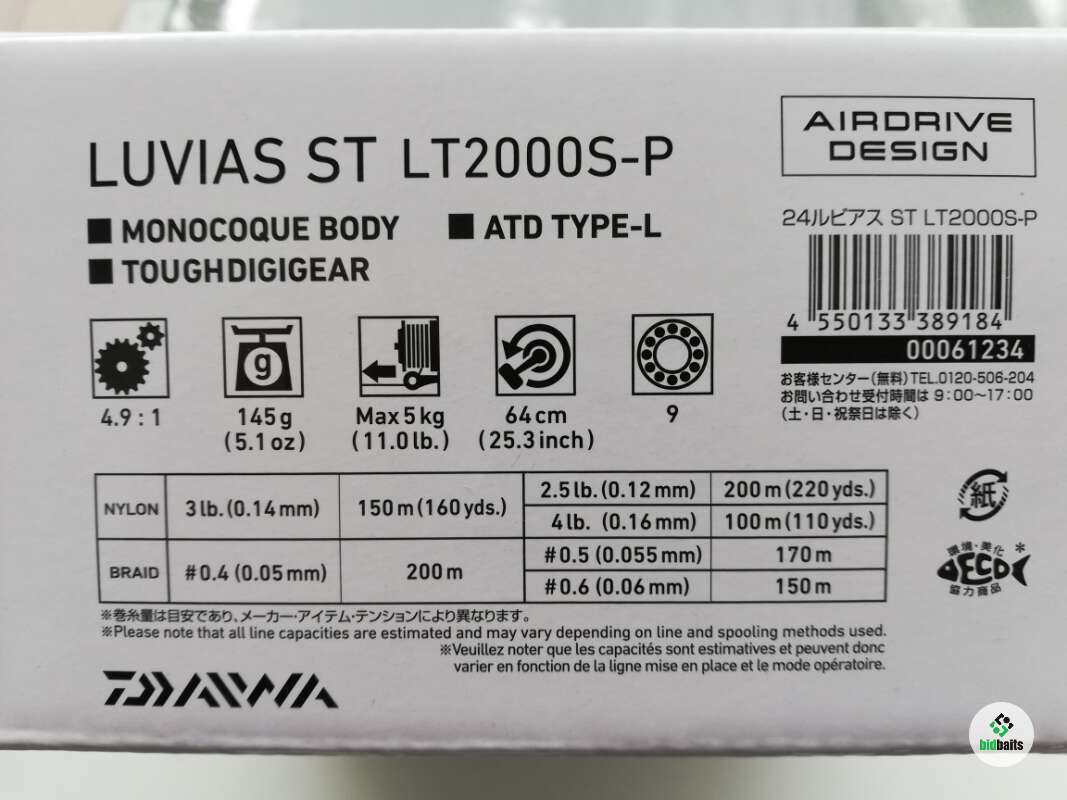 LUVIAS ST LT2000S-P
■ MONOCOQUE BODY ■ ATD TYPE-L
■ TOUGHDIGIGEAR
AIRDRIVE
DESIGN
24ルビアス ST LT2000S-P
4 550133 389184
00061234
お客様センター(無料)TEL.0120-506-204
お問い合わせ受付時間は 9:00〜17:00
(土・日・祝祭日は除く)
g
4.9 : 1
145g
(5.1oz)
Max5kg
(11.0lb.)
64cm
(25.3inch)
9
NYLON 3lb.(0.14mm) 150m(160yds.) 2.5lb.(0.12mm) 200m(220yds.)
4lb. (0.16mm) 100m(110yds.)
BRAID #0.4(0.05mm) 200m #0.5(0.055mm) 170m
#0.6(0.06mm) 150m
※巻糸量は目安であり、メーカー・アイテム・テンションにより異なります。
※Please note that all line capacities are estimated and may vary depending on line and spooling methods used.
※Veuillez noter que les capacités sont estimatives et peuvent donc
varier en fonction de la ligne mise en place et le mode opératoire.
紙
環境・美化 *
ECO
協力商品
DAIWA
bidbaits